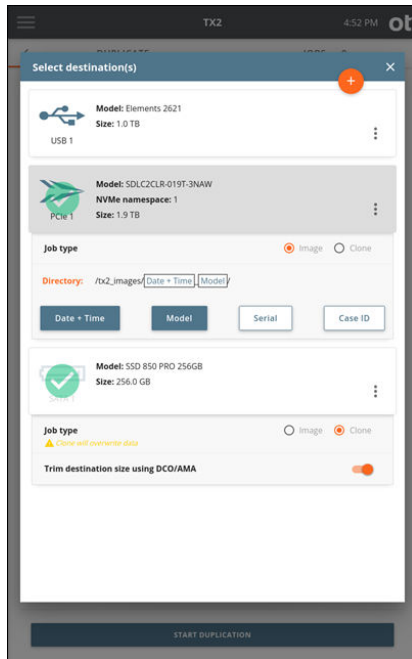 TX2
4:52 PM
ot
DUPLICATE
Select destination(s)
Model: Elements 2621
Size: 1.0 TB
USB 1
Model: SDLC2CLR-019T-3NAW
NVMe namespace: 1
Size: 1.9 TB
PCIe 1
Job type
Image
Clone
Directory: /tx2_images/ Date + Time _ Model /
Date + Time
Model
Serial
Case ID
Model: SSD 850 PRO 256GB
Size: 256.0 GB
Job type
Image
Clone
Clone will overwrite data
Trim destination size using DCO/AMA
START DUPLICATION